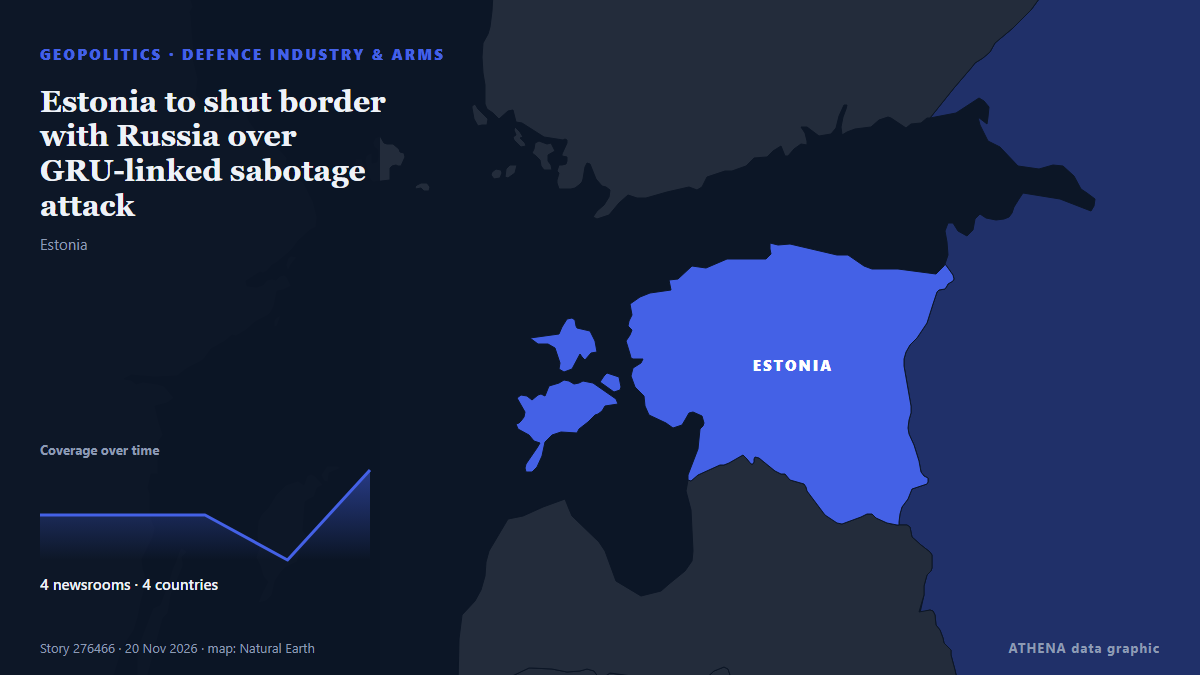 GEOPOLITICS · DEFENCE INDUSTRY & ARMS
Estonia to shut border
with Russia over
GRU-linked sabotage
attack
Estonia
ESTONIA
Coverage over time
4 newsrooms · 4 countries
Story 276466 · 20 Nov 2026 · map: Natural Earth
ATHENA data graphic